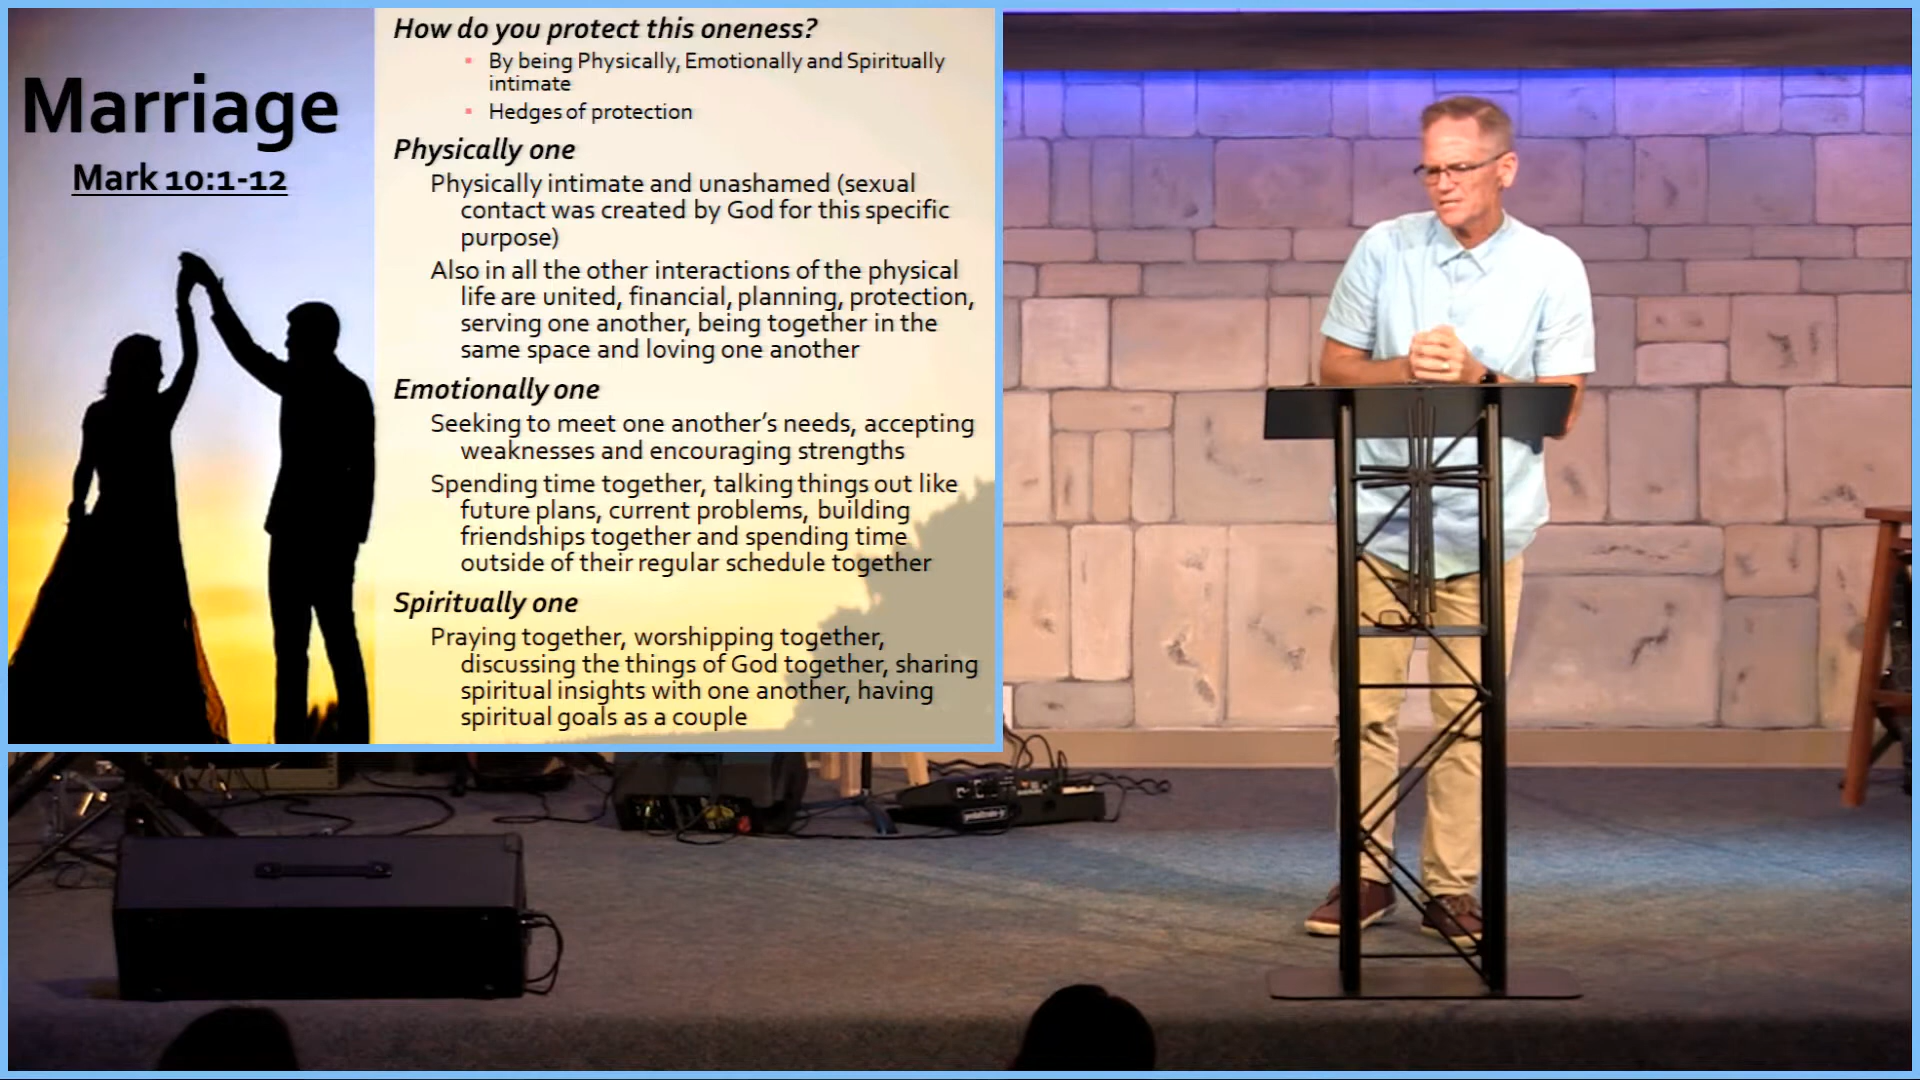 Marriage
Mark 10:1-12
How do you protect this oneness?
By being Physically, Emotionally and Spiritually
intimate
Hedges of protection
Physically one
Physically intimate and unashamed (sexual
contact was created by God for this specific
purpose)
Also in all the other interactions of the physical
life are united, financial, planning, protection,
serving one another, being together in the
same space and loving one another
Emotionally one
Seeking to meet one another's needs, accepting
weaknesses and encouraging strengths
Spending time together, talking things out like
future plans, current problems, building
friendships together and spending time
outside of their regular schedule together
Spiritually one
Praying together, worshipping together,
discussing the things of God together, sharing
spiritual insights with one another, having
spiritual goals as a couple